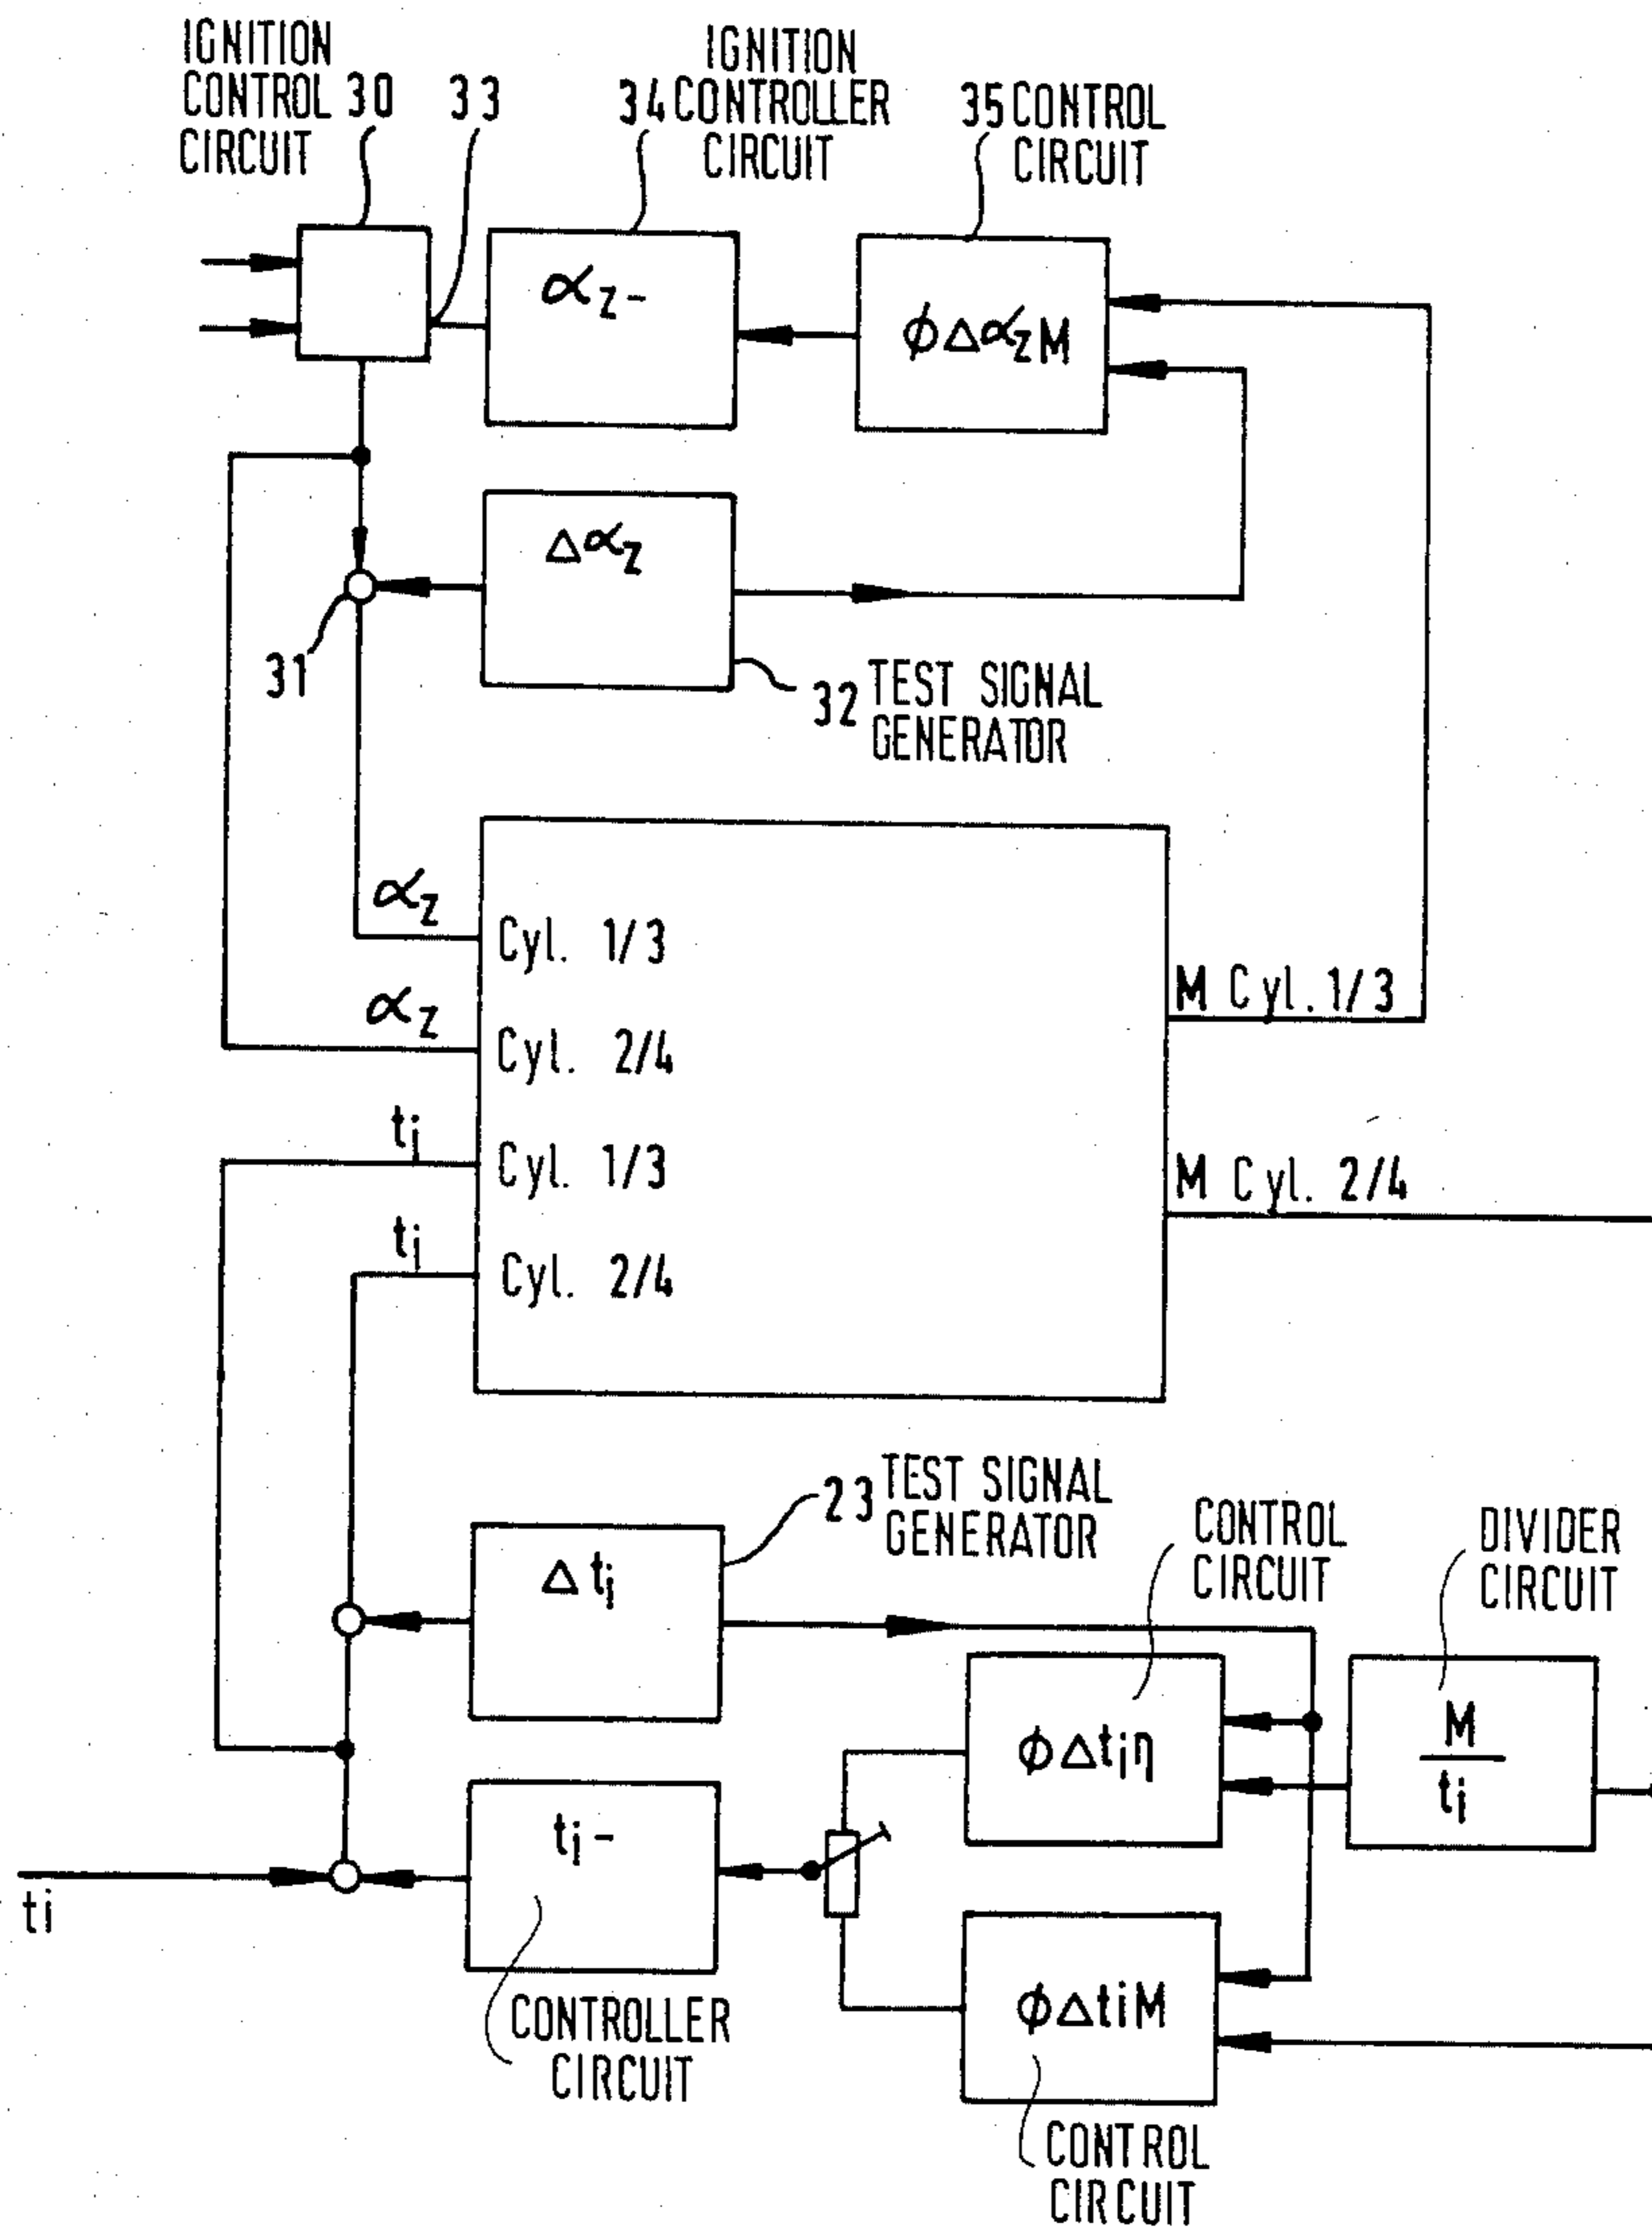 IGNITION
CONTROL 30
CIRCUIT
33
IGNITION
34 CONTROLLER
CIRCUIT
35 CONTROL
CIRCUIT
αz-
ϕΔαzM
Δαz
31
32 TEST SIGNAL
GENERATOR
αz
Cyl. 1/3
αz
Cyl. 2/4
ti
Cyl. 1/3
ti
Cyl. 2/4
M Cyl. 1/3
M Cyl. 2/4
23 TEST SIGNAL
GENERATOR
Δti
CONTROL
CIRCUIT
DIVIDER
CIRCUIT
ϕΔtiη
M
ti
ti-
ti
CONTROLLER
CIRCUIT
ϕΔtiM
CONTROL
CIRCUIT